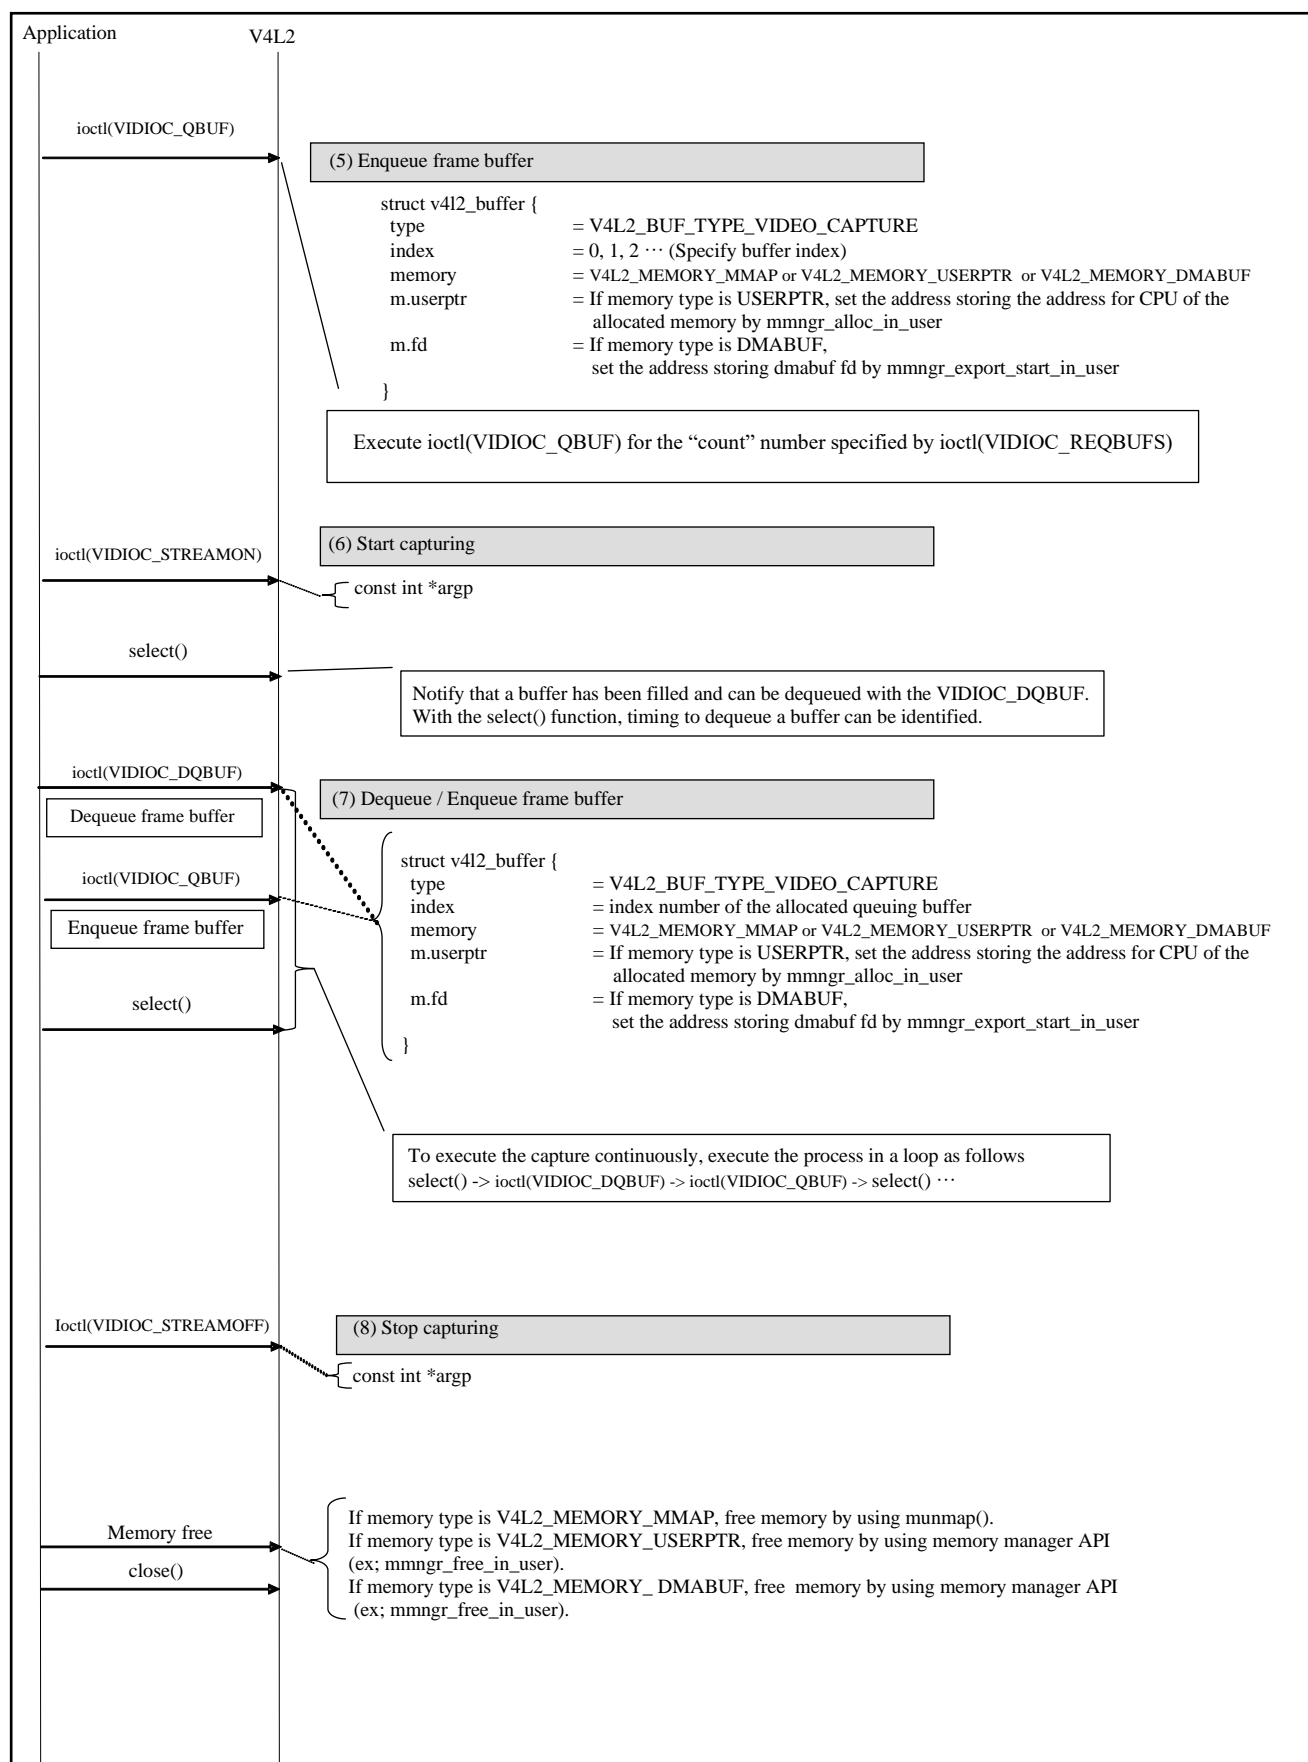 Application
V4L2
ioctl(VIDIOC_QBUF)
(5) Enqueue frame buffer
struct v4l2_buffer {
type = V4L2_BUF_TYPE_VIDEO_CAPTURE
index = 0, 1, 2 ··· (Specify buffer index)
memory = V4L2_MEMORY_MMAP or V4L2_MEMORY_USERPTR or V4L2_MEMORY_DMABUF
m.userptr = If memory type is USERPTR, set the address storing the address for CPU of the
allocated memory by mmngr_alloc_in_user
m.fd = If memory type is DMABUF,
set the address storing dmabuf fd by mmngr_export_start_in_user
}
Execute ioctl(VIDIOC_QBUF) for the “count” number specified by ioctl(VIDIOC_REQBUFS)
ioctl(VIDIOC_STREAMON)
(6) Start capturing
const int *argp
select()
Notify that a buffer has been filled and can be dequeued with the VIDIOC_DQBUF.
With the select() function, timing to dequeue a buffer can be identified.
ioctl(VIDIOC_DQBUF)
(7) Dequeue / Enqueue frame buffer
Dequeue frame buffer
struct v4l2_buffer {
ioctl(VIDIOC_QBUF)
type = V4L2_BUF_TYPE_VIDEO_CAPTURE
index = index number of the allocated queuing buffer
Enqueue frame buffer
memory = V4L2_MEMORY_MMAP or V4L2_MEMORY_USERPTR or V4L2_MEMORY_DMABUF
m.userptr = If memory type is USERPTR, set the address storing the address for CPU of the
allocated memory by mmngr_alloc_in_user
select()
m.fd = If memory type is DMABUF,
set the address storing dmabuf fd by mmngr_export_start_in_user
}
To execute the capture continuously, execute the process in a loop as follows
select() -> ioctl(VIDIOC_DQBUF) -> ioctl(VIDIOC_QBUF) -> select() ···
Ioctl(VIDIOC_STREAMOFF)
(8) Stop capturing
const int *argp
Memory free
close()
If memory type is V4L2_MEMORY_MMAP, free memory by using munmap().
If memory type is V4L2_MEMORY_USERPTR, free memory by using memory manager API
(ex; mmngr_free_in_user).
If memory type is V4L2_MEMORY_ DMABUF, free memory by using memory manager API
(ex; mmngr_free_in_user).